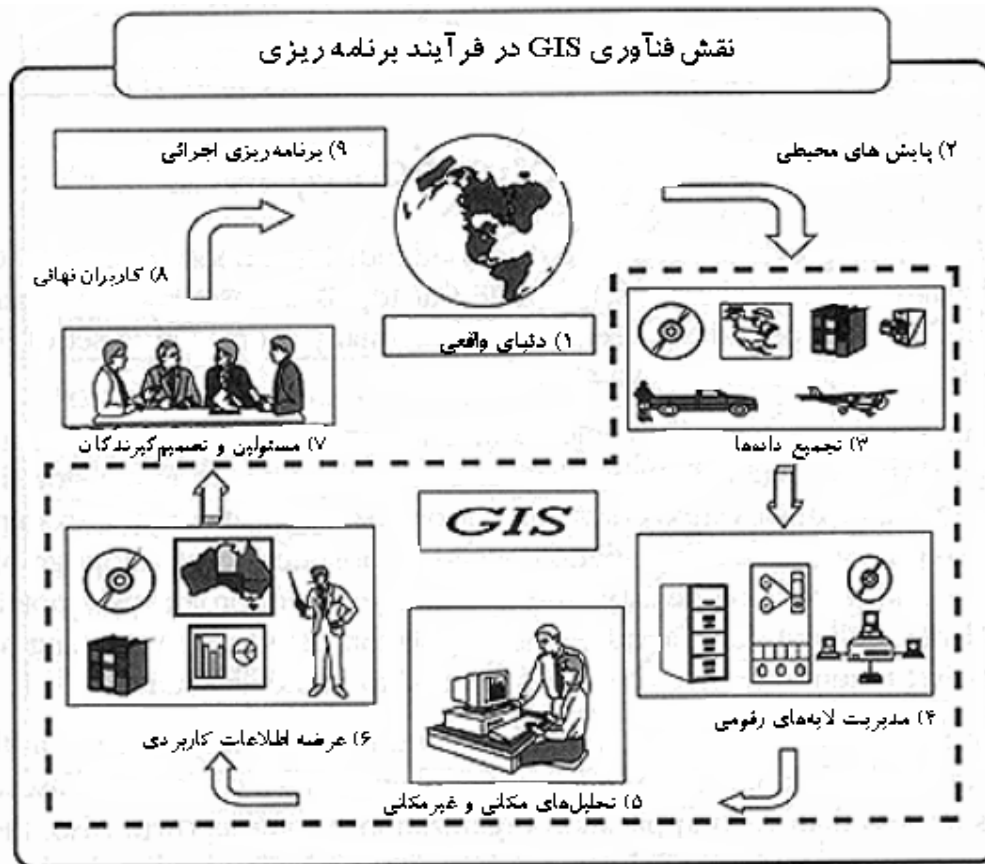 نقش فنآوری GIS در فرآیند برنامه ریزی
۱) دنیای واقعی
۲) پایش های محیطی
۳) تجمیع داده‌ها
۴) مدیریت لایه‌های رقومی
۵) تحلیل‌های مکانی و غیرمکانی
۶) عرضه اطلاعات کاربردی
۷) مسئولین و تصمیم‌گیرندگان
۸) کاربران نهائی
۹) برنامه‌ریزی اجرائی
GIS